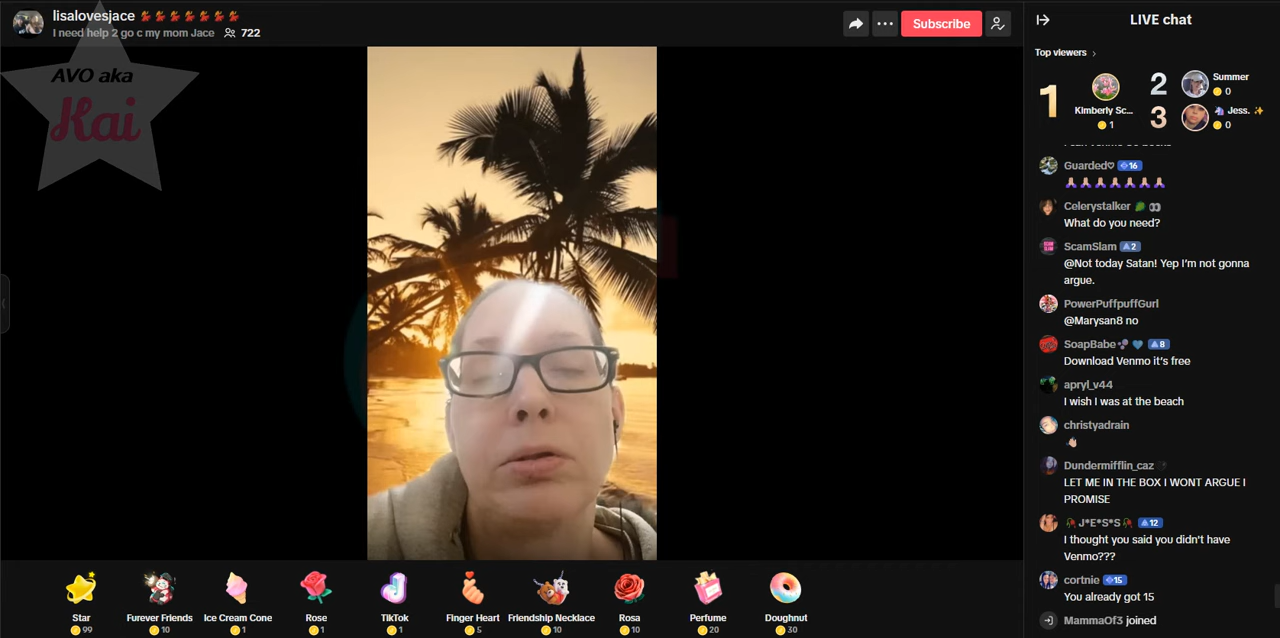 lisalovesjace
I need help 2 go c my mom Jace 722
Subscribe
LIVE chat
AVO aka
Kai
Top viewers
1
Kimberly Sc...
1
2
Summer
0
3
Jess.
0
Guarded♡ 16
Celerystalker
What do you need?
ScamSlam 2
@Not today Satan! Yep I'm not gonna
argue.
PowerPuffpuffGurl
@Marysan8 no
SoapBabe 8
Download Venmo it's free
apryl_v44
I wish I was at the beach
christyadrain
Dundermifflin_caz
LET ME IN THE BOX I WONT ARGUE I
PROMISE
J*E*S*S 12
I thought you said you didn't have
Venmo???
cortnie 15
You already got 15
MammaOf3 joined
Star
99
Furever Friends
10
Ice Cream Cone
1
Rose
1
TikTok
1
Finger Heart
5
Friendship Necklace
10
Rosa
10
Perfume
20
Doughnut
30